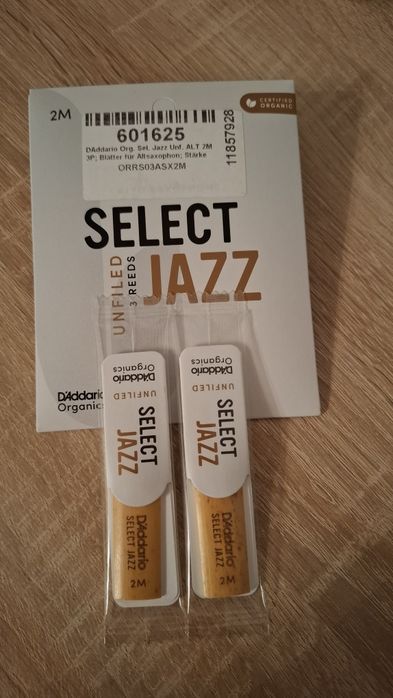 2M
CERTIFIED
ORGANIC
601625
DAddario Org. Sel. Jazz Unf. ALT 2M
3P; Blätter für Altsaxophon; Stärke
ORRS03ASX2M
11857928
SELECT
JAZZ
UNFILED
3 REEDS
D'Addario
Organics
D'Addario
Organics
UNFILED
SELECT
JAZZ
D'Addario
SELECT JAZZ
2M
D'Addario
Organics
UNFILED
SELECT
JAZZ
D'Addario
SELECT JAZZ
2M